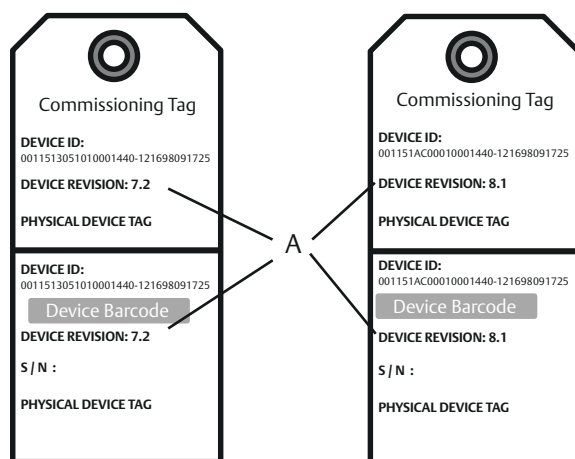 Commissioning Tag
DEVICE ID:
0011513051010001440-121698091725
DEVICE REVISION: 7.2
PHYSICAL DEVICE TAG
DEVICE ID:
0011513051010001440-121698091725
Device Barcode
DEVICE REVISION: 7.2
S / N :
PHYSICAL DEVICE TAG
A
Commissioning Tag
DEVICE ID:
001151AC00010001440-121698091725
DEVICE REVISION: 8.1
PHYSICAL DEVICE TAG
DEVICE ID:
001151AC00010001440-121698091725
Device Barcode
DEVICE REVISION: 8.1
S / N :
PHYSICAL DEVICE TAG